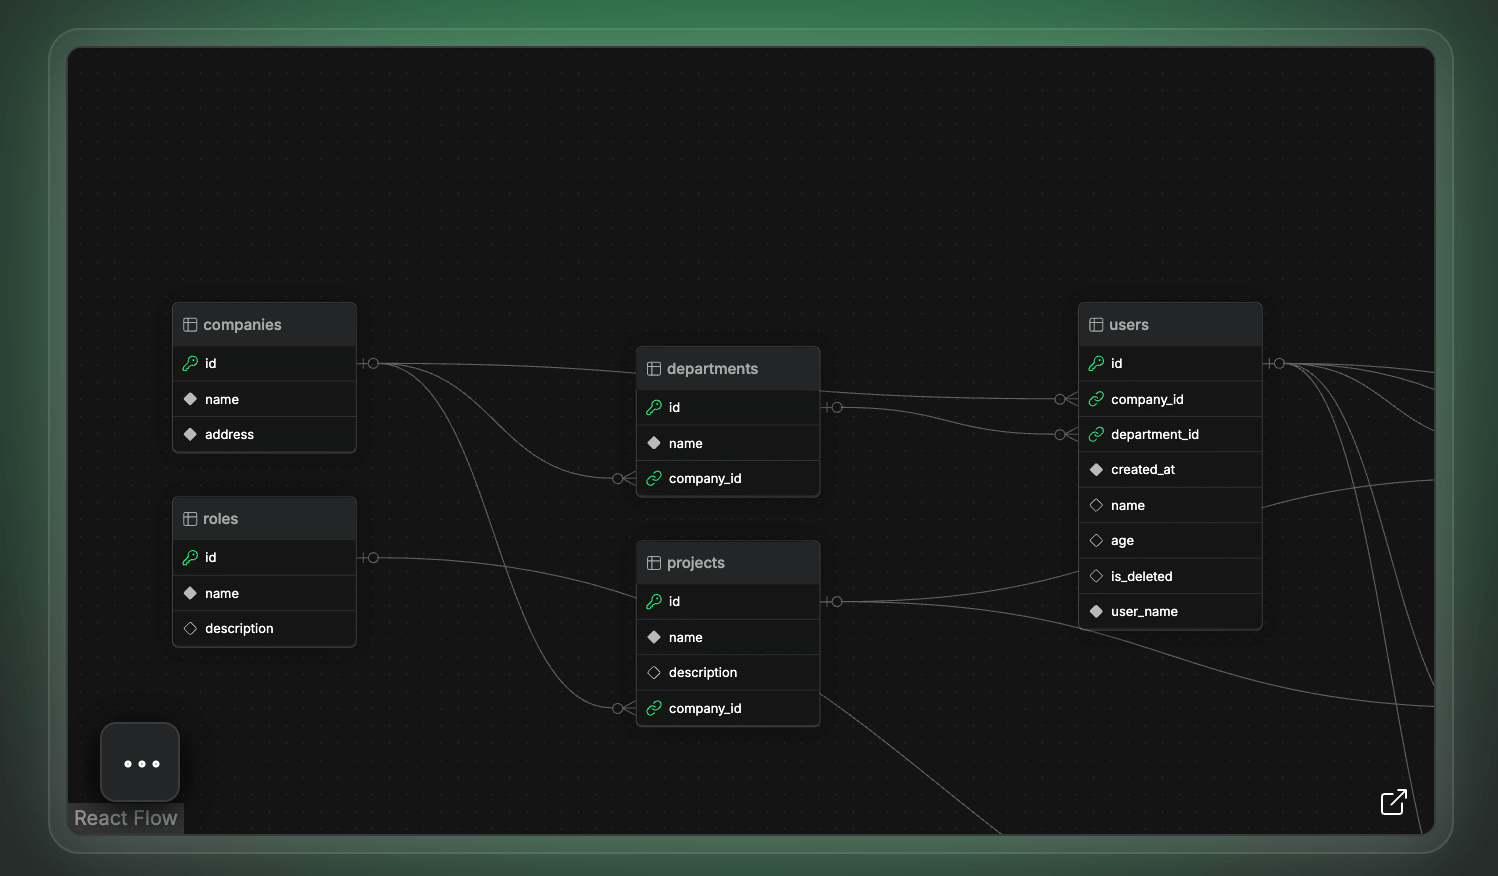 companies
id
name
address
roles
id
name
description
departments
id
name
company_id
projects
id
name
description
company_id
users
id
company_id
department_id
created_at
name
age
is_deleted
user_name
React Flow